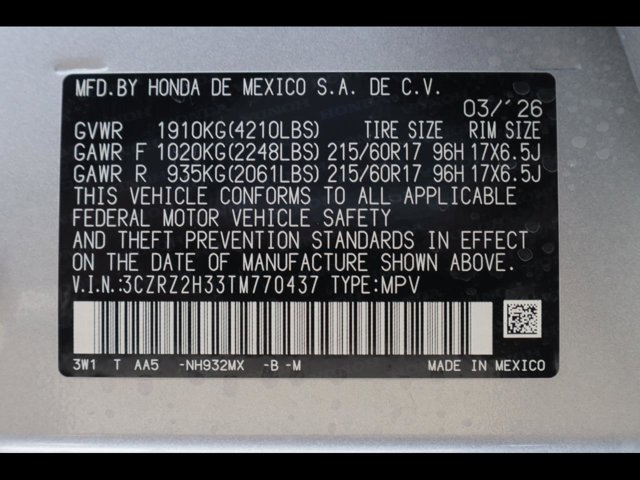 MFD.BY HONDA DE MEXICO S.A. DE C.V.
03/'26
GVWR 1910KG(4210LBS) TIRE SIZE RIM SIZE
GAWR F 1020KG(2248LBS) 215/60R17 96H 17X6.5J
GAWR R 935KG(2061LBS) 215/60R17 96H 17X6.5J
THIS VEHICLE CONFORMS TO ALL APPLICABLE
FEDERAL MOTOR VEHICLE SAFETY
AND THEFT PREVENTION STANDARDS IN EFFECT
ON THE DATE OF MANUFACTURE SHOWN ABOVE.
V.I.N.:3CZRZ2H33TM770437 TYPE:MPV
3W1 T AA5 -NH932MX -B -M MADE IN MEXICO